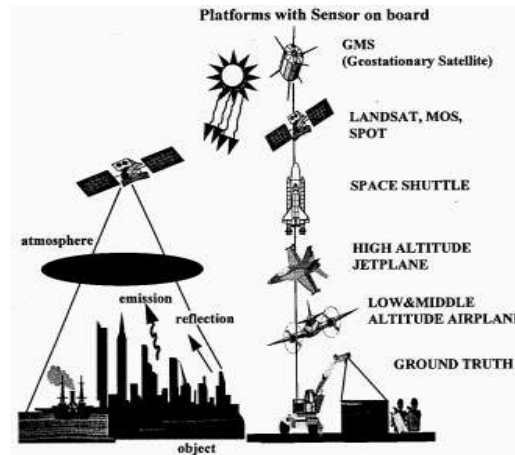 Platforms with Sensor on board
GMS
(Geostationary Satellite)
LANDSAT, MOS,
SPOT
SPACE SHUTTLE
atmosphere
HIGH ALTITUDE
JETPLANE
emission
reflection
LOW&MIDDLE
ALTITUDE AIRPLANE
GROUND TRUTH
object